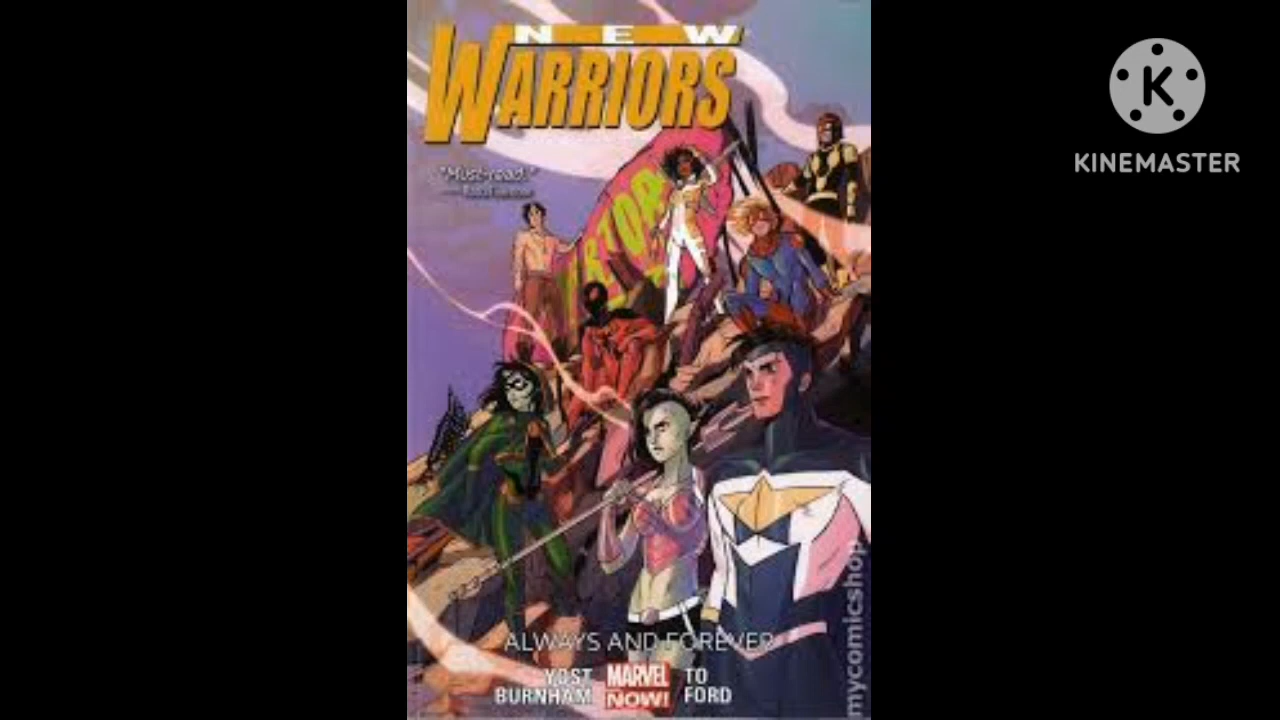 NEW
WARRIORS
"Must-read."
ALWAYS AND FOREVER
YOST
BURNHAM
MARVEL
NOW!
TO
FORD
mycomicshop
K
KINEMASTER